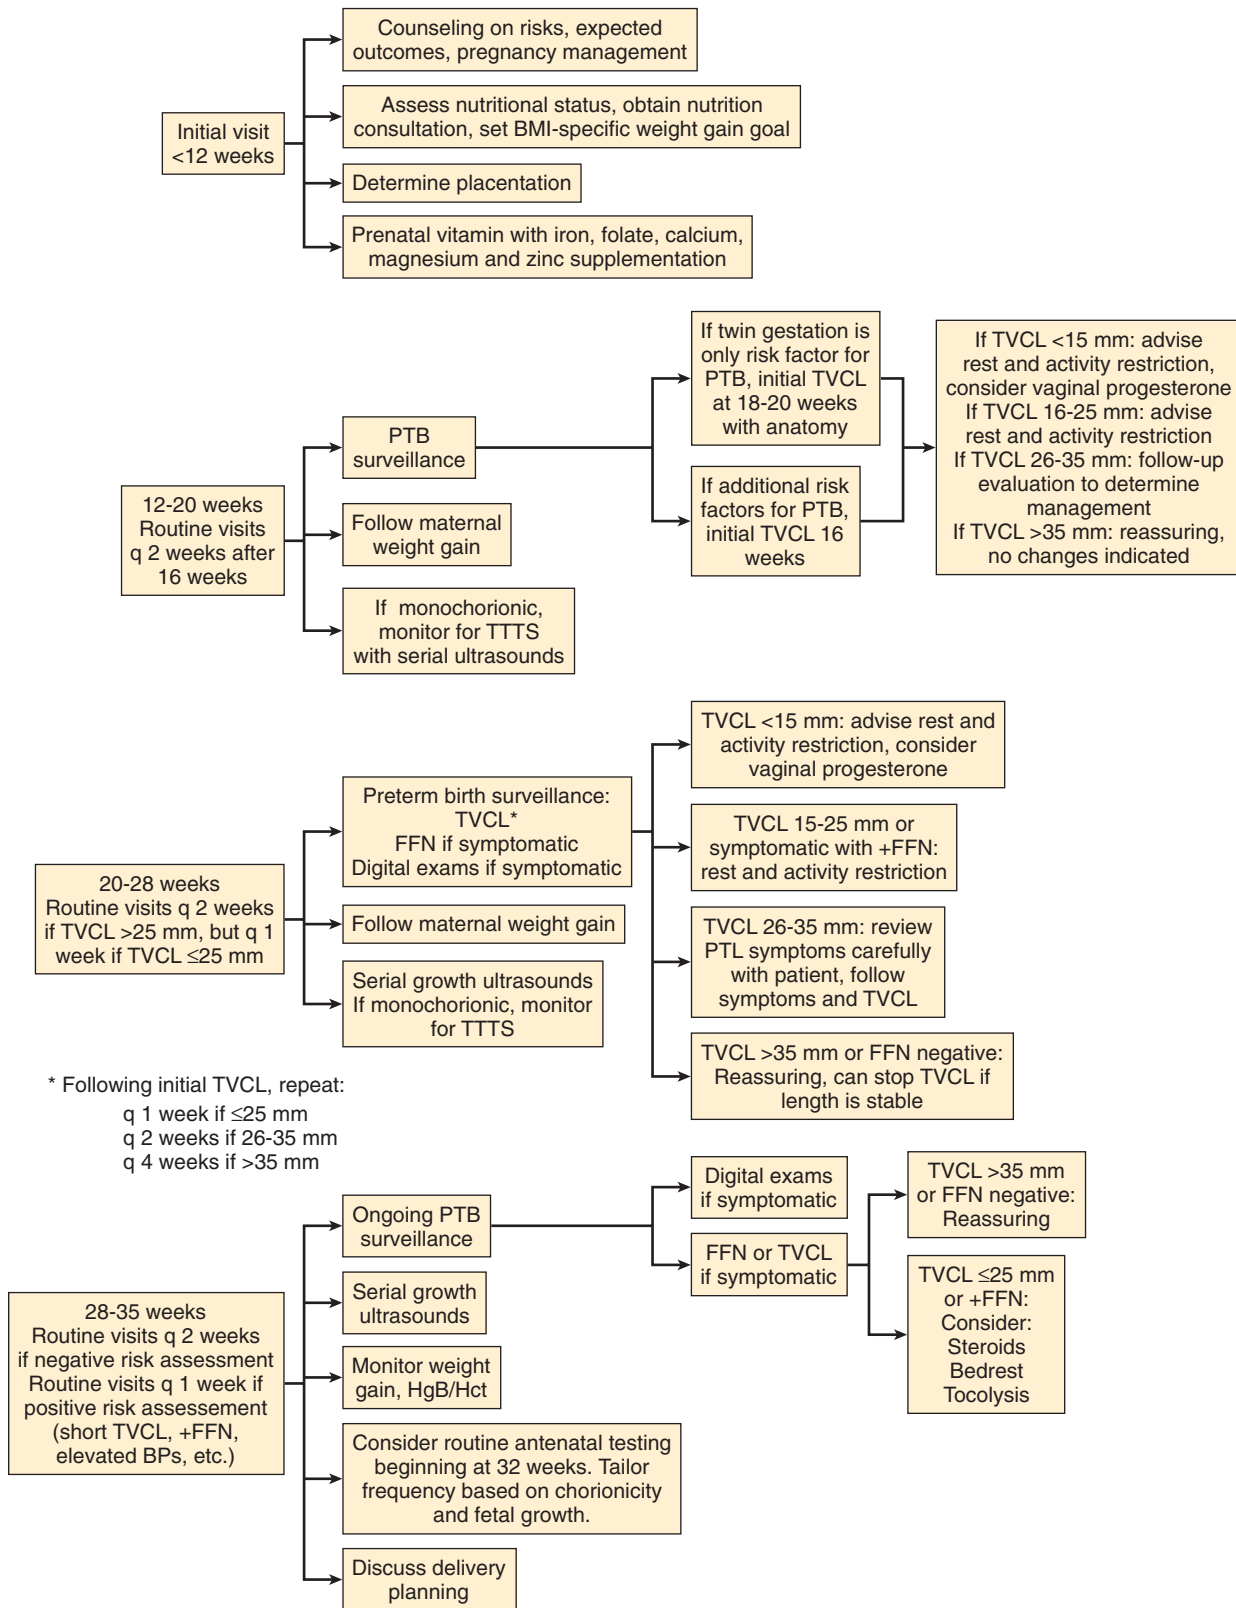 Counseling on risks, expected
outcomes, pregnancy management
Assess nutritional status, obtain nutrition
consultation, set BMI-specific weight gain goal
Initial visit
<12 weeks
Determine placentation
Prenatal vitamin with iron, folate, calcium,
magnesium and zinc supplementation
12-20 weeks
Routine visits
q 2 weeks after
16 weeks
PTB
surveillance
Follow maternal
weight gain
If monochorionic,
monitor for TTTS
with serial ultrasounds
If twin gestation is
only risk factor for
PTB, initial TVCL
at 18-20 weeks
with anatomy
If additional risk
factors for PTB,
initial TVCL 16
weeks
If TVCL <15 mm: advise
rest and activity restriction,
consider vaginal progesterone
If TVCL 16-25 mm: advise
rest and activity restriction
If TVCL 26-35 mm: follow-up
evaluation to determine
management
If TVCL >35 mm: reassuring,
no changes indicated
20-28 weeks
Routine visits q 2 weeks
if TVCL >25 mm, but q 1
week if TVCL ≤25 mm
Preterm birth surveillance:
TVCL*
FFN if symptomatic
Digital exams if symptomatic
Follow maternal weight gain
Serial growth ultrasounds
If monochorionic, monitor
for TTTS
TVCL <15 mm: advise rest and
activity restriction, consider
vaginal progesterone
TVCL 15-25 mm or
symptomatic with +FFN:
rest and activity restriction
TVCL 26-35 mm: review
PTL symptoms carefully
with patient, follow
symptoms and TVCL
TVCL >35 mm or FFN negative:
Reassuring, can stop TVCL if
length is stable
* Following initial TVCL, repeat:
q 1 week if ≤25 mm
q 2 weeks if 26-35 mm
q 4 weeks if >35 mm
28-35 weeks
Routine visits q 2 weeks
if negative risk assessment
Routine visits q 1 week if
positive risk assessement
(short TVCL, +FFN,
elevated BPs, etc.)
Ongoing PTB
surveillance
Serial growth
ultrasounds
Monitor weight
gain, HgB/Hct
Consider routine antenatal testing
beginning at 32 weeks. Tailor
frequency based on chorionicity
and fetal growth.
Discuss delivery
planning
Digital exams
if symptomatic
FFN or TVCL
if symptomatic
TVCL >35 mm
or FFN negative:
Reassuring
TVCL ≤25 mm
or +FFN:
Consider:
Steroids
Bedrest
Tocolysis